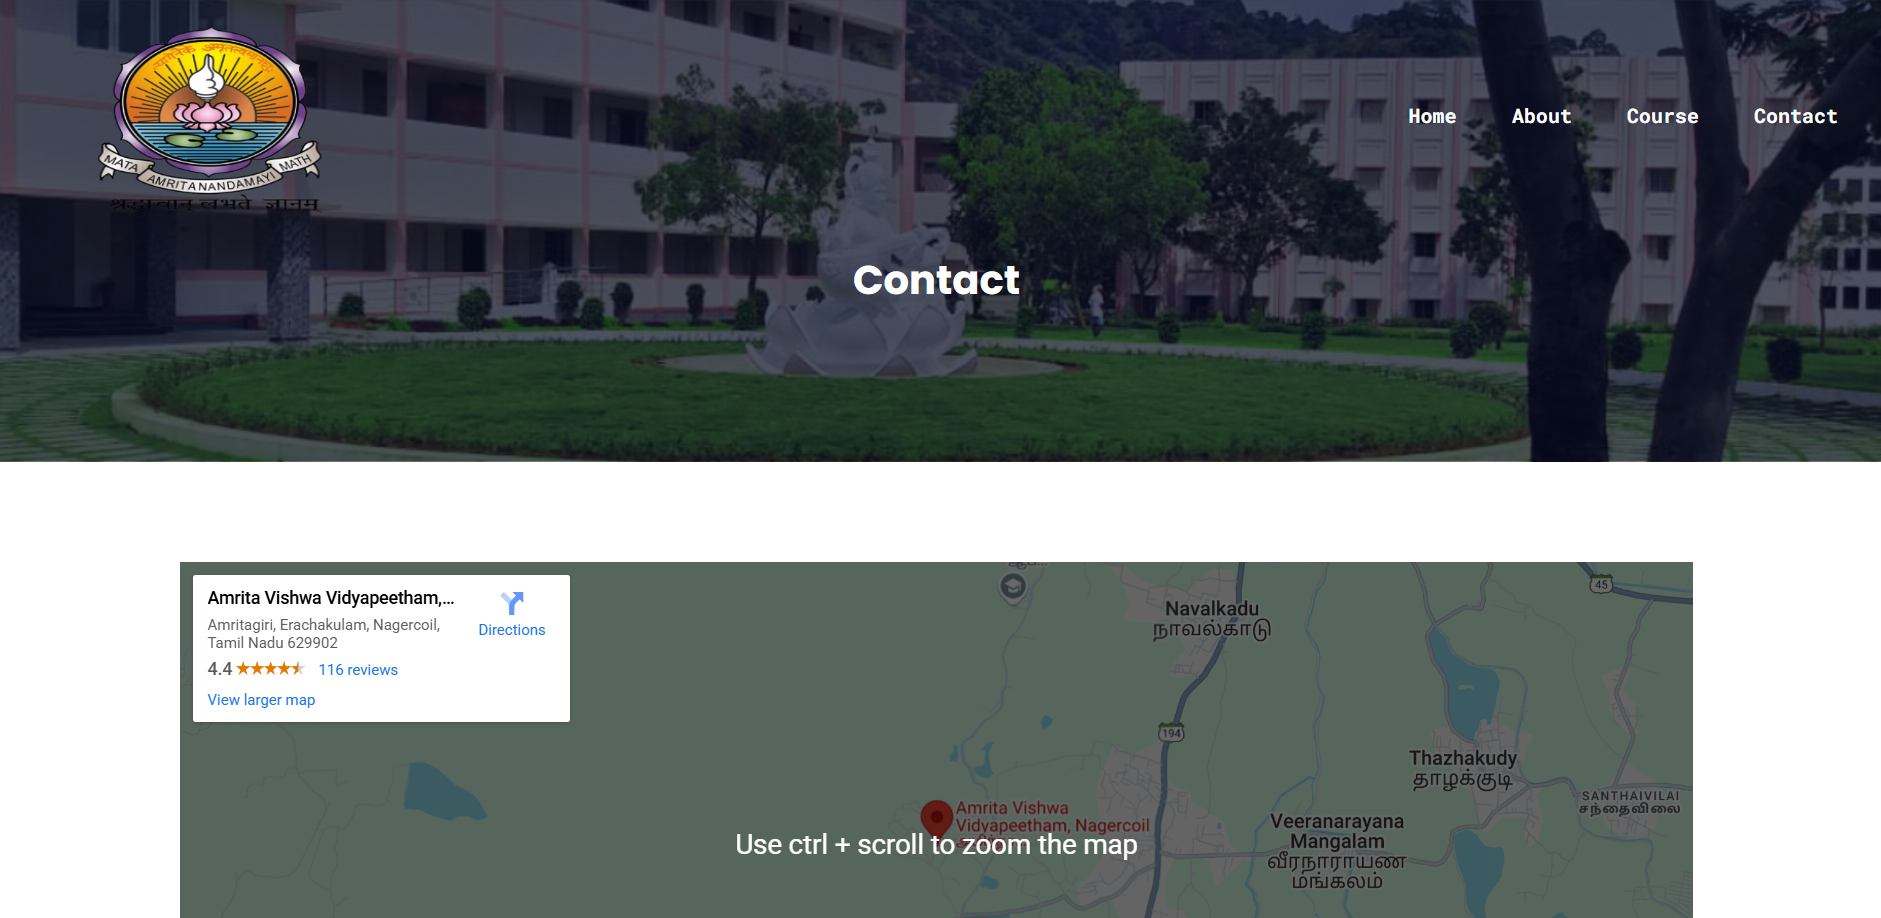 MATA AMRITANANDAMAYI MATH
श्रद्धावान् लभते ज्ञानम्
Home About Course Contact
Contact
Amrita Vishwa Vidyapeetham,...
Directions
Amritagiri, Erachakulam, Nagercoil,
Tamil Nadu 629902
4.4 116 reviews
View larger map
45
Navalkadu
நாவல்காடு
194
Thazhakudy
தாழக்குடி
SANTHAIVILAI
சந்தைவிலை
Amrita Vishwa
Vidyapeetham, Nagercoil
Use ctrl + scroll to zoom the map
Veeranarayana
Mangalam
வீரநாராயண
மங்கலம்